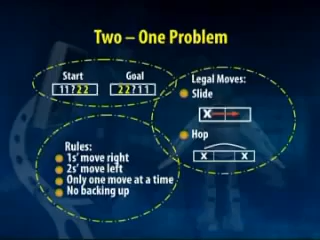 Two – One Problem
Start
Goal
11?22
22?11
Legal Moves:
Slide
X
Hop
X X
Rules:
1s' move right
2s' move left
Only one move at a time
No backing up